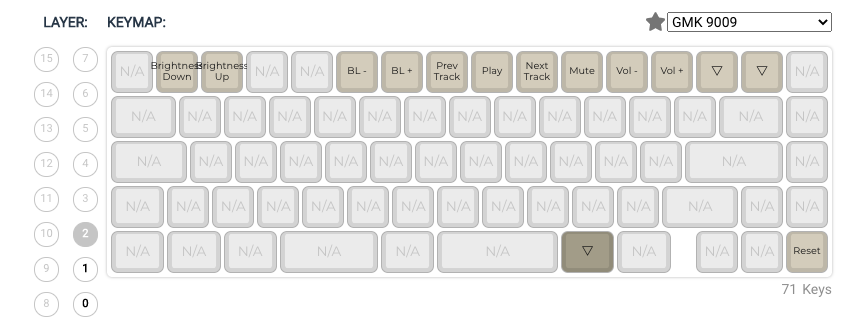 LAYER: KEYMAP: GMK 9009
15 7 N/A Brightness Down Brightness Up N/A N/A BL - BL + Prev Track Play Next Track Mute Vol - Vol + ▽ ▽ N/A
14 6 N/A N/A N/A N/A N/A N/A N/A N/A N/A N/A N/A N/A N/A N/A N/A
13 5
12 4 N/A N/A N/A N/A N/A N/A N/A N/A N/A N/A N/A N/A N/A N/A
11 3 N/A N/A N/A N/A N/A N/A N/A N/A N/A N/A N/A N/A N/A N/A N/A
10 2 N/A N/A N/A N/A N/A N/A ▽ N/A N/A N/A Reset
9 1
8 0
71 Keys